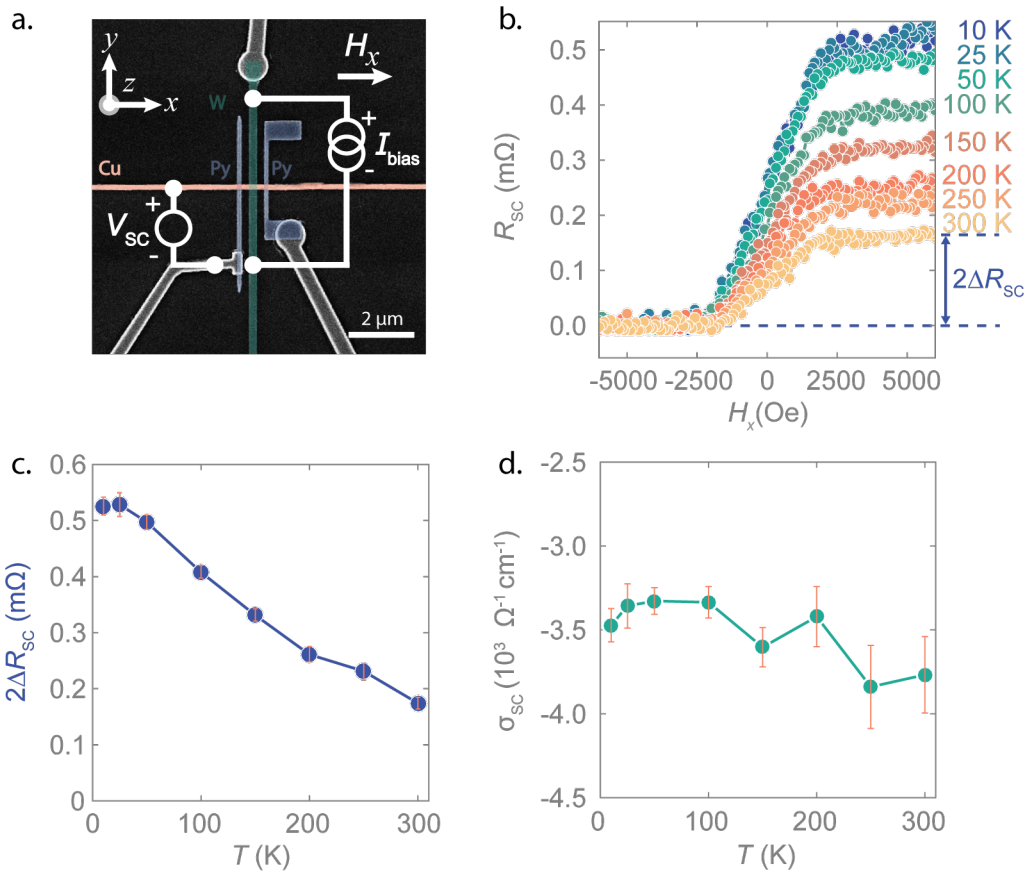 a.
y
z
x
H_x
W
+
I_bias
-
Py
Py
Cu
+
V_SC
-
2 μm
b.
R_SC (mΩ)
0.5
0.4
0.3
0.2
0.1
0.0
-5000 -2500 0 2500 5000
H_x(Oe)
10 K
25 K
50 K
100 K
150 K
200 K
250 K
300 K
2ΔR_SC
c.
2ΔR_SC (mΩ)
0.6
0.5
0.4
0.3
0.2
0.1
0
0 100 200 300
T (K)
d.
σ_SC (10³ Ω⁻¹ cm⁻¹)
-2.5
-3.0
-3.5
-4.0
-4.5
0 100 200 300
T (K)